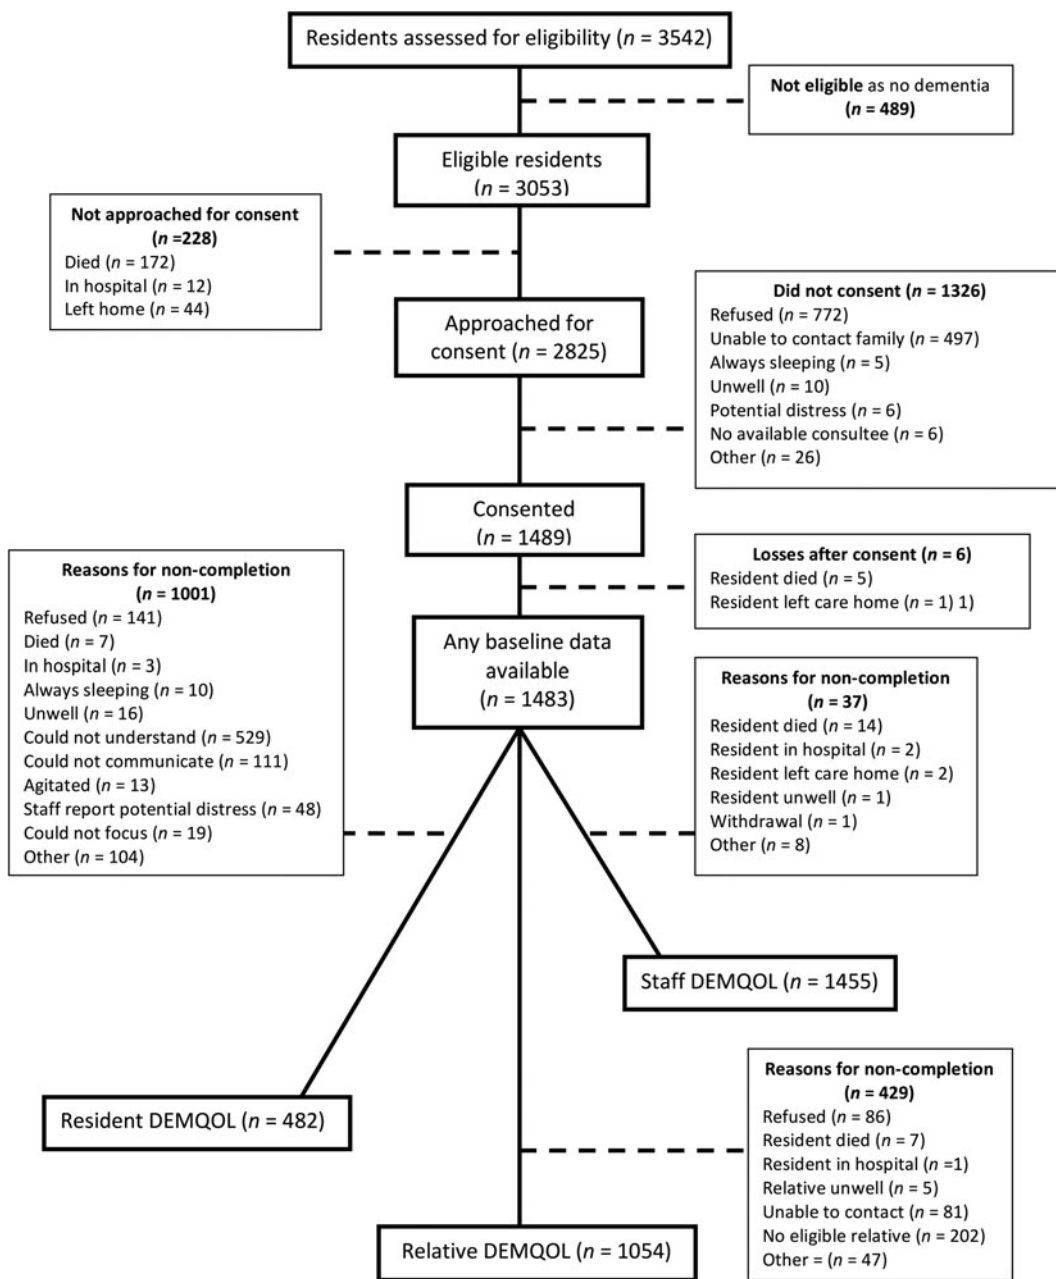 Residents assessed for eligibility (n = 3542)
Not eligible as no dementia
(n = 489)
Eligible residents
(n = 3053)
Not approached for consent
(n =228)
Died (n = 172)
In hospital (n = 12)
Left home (n = 44)
Approached for
consent (n = 2825)
Did not consent (n = 1326)
Refused (n = 772)
Unable to contact family (n = 497)
Always sleeping (n = 5)
Unwell (n = 10)
Potential distress (n = 6)
No available consultee (n = 6)
Other (n = 26)
Consented
(n = 1489)
Losses after consent (n = 6)
Resident died (n = 5)
Resident left care home (n = 1) 1)
Any baseline data
available
(n = 1483)
Reasons for non-completion
(n = 1001)
Refused (n = 141)
Died (n = 7)
In hospital (n = 3)
Always sleeping (n = 10)
Unwell (n = 16)
Could not understand (n = 529)
Could not communicate (n = 111)
Agitated (n = 13)
Staff report potential distress (n = 48)
Could not focus (n = 19)
Other (n = 104)
Reasons for non-completion
(n = 37)
Resident died (n = 14)
Resident in hospital (n = 2)
Resident left care home (n = 2)
Resident unwell (n = 1)
Withdrawal (n = 1)
Other (n = 8)
Staff DEMQOL (n = 1455)
Resident DEMQOL (n = 482)
Reasons for non-completion
(n = 429)
Refused (n = 86)
Resident died (n = 7)
Resident in hospital (n =1)
Relative unwell (n = 5)
Unable to contact (n = 81)
No eligible relative (n = 202)
Other = (n = 47)
Relative DEMQOL (n = 1054)